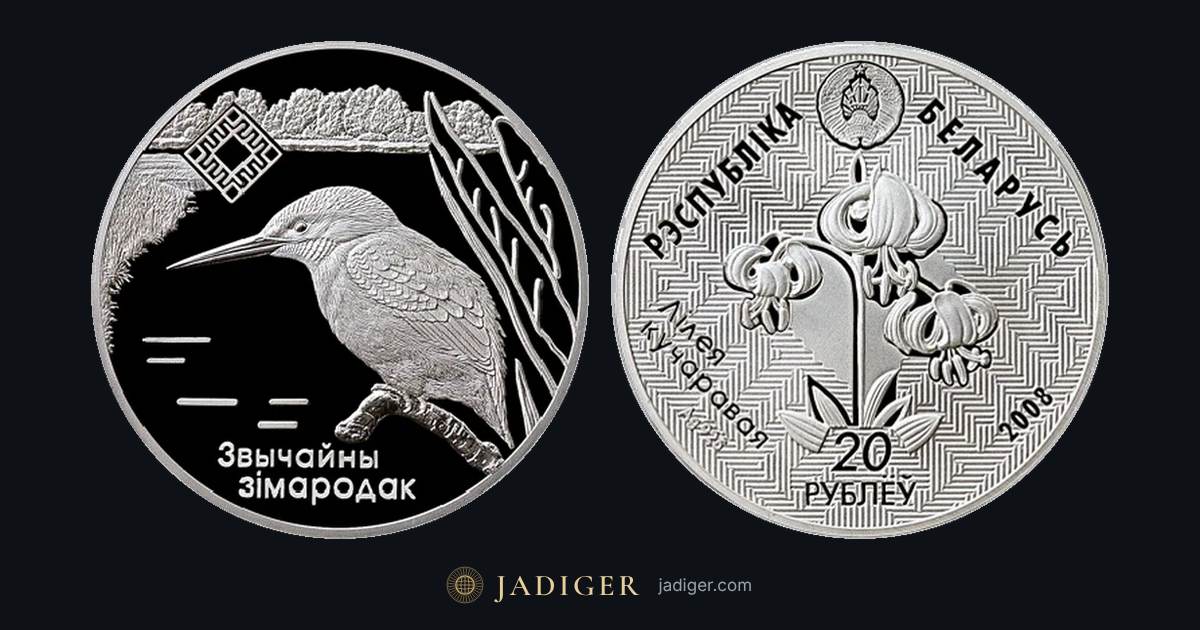 Звычайны
зімародак
РЭСПУБЛІКА БЕЛАРУСЬ
Лілея
кучаравая
2008
20
РУБЛЁЎ
JADIGER
jadiger.com